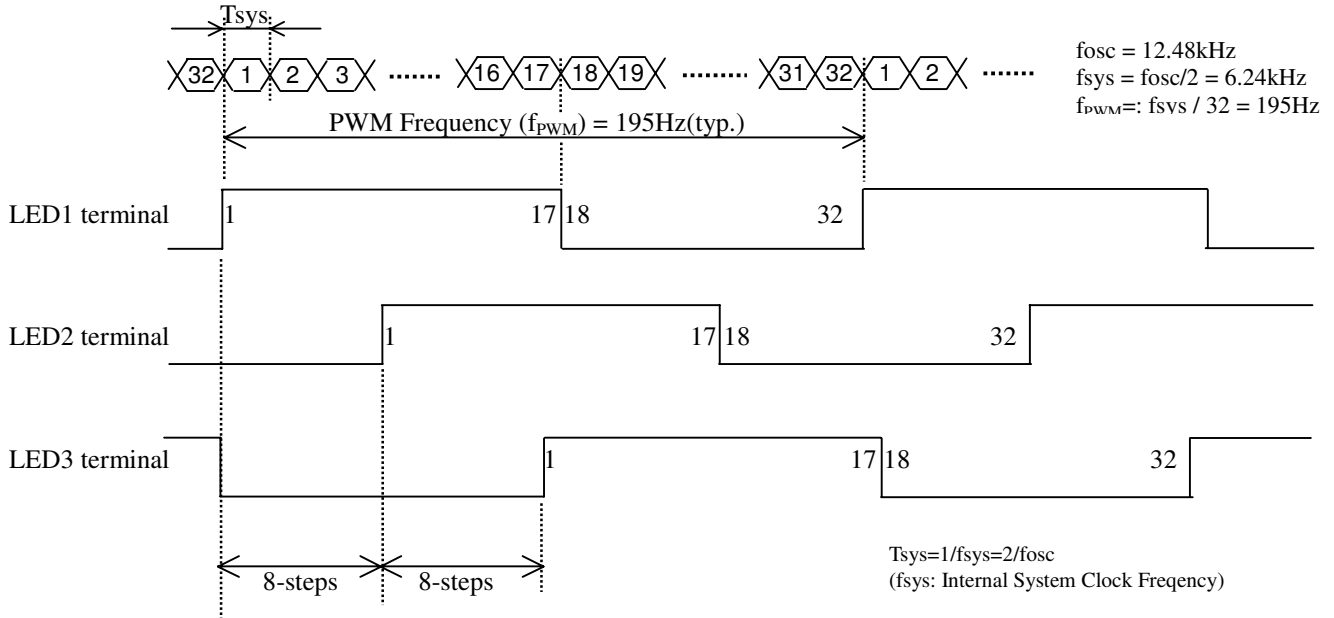 Tsys
32 1 2 3 16 17 18 19 31 32 1 2
fosc = 12.48kHz
fsys = fosc/2 = 6.24kHz
fPWM=: fsys / 32 = 195Hz
PWM Frequency (fPWM) = 195Hz(typ.)
LED1 terminal 1 17 18 32
LED2 terminal 1 17 18 32
LED3 terminal 1 17 18 32
8-steps 8-steps
Tsys=1/fsys=2/fosc
(fsys: Internal System Clock Freqency)